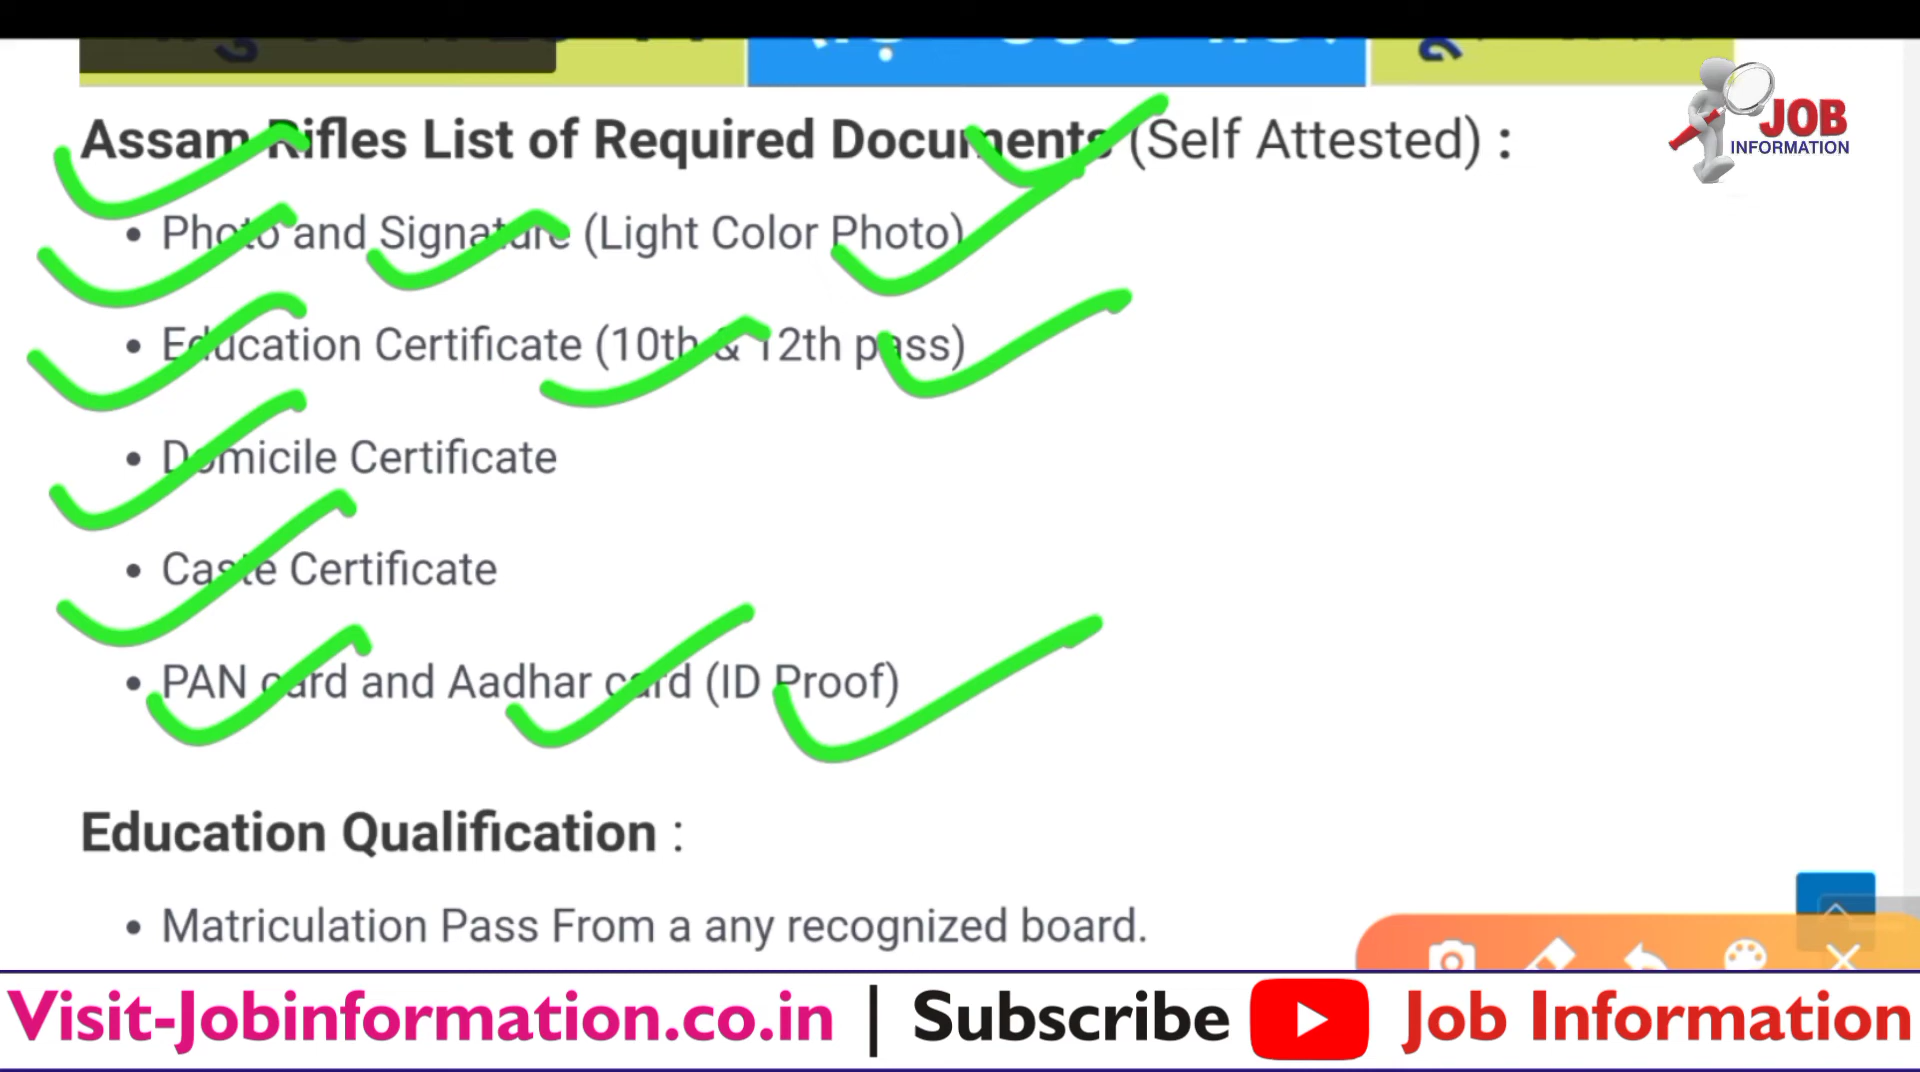 Assam Rifles List of Required Documents (Self Attested) :
JOB
INFORMATION
• Photo and Signature (Light Color Photo)
• Education Certificate (10th & 12th pass)
• Domicile Certificate
• Caste Certificate
• PAN card and Aadhar card (ID Proof)
Education Qualification :
• Matriculation Pass From a any recognized board.
Visit-Jobinformation.co.in | Subscribe Job Information